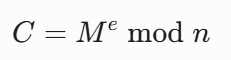 C = M^e mod n